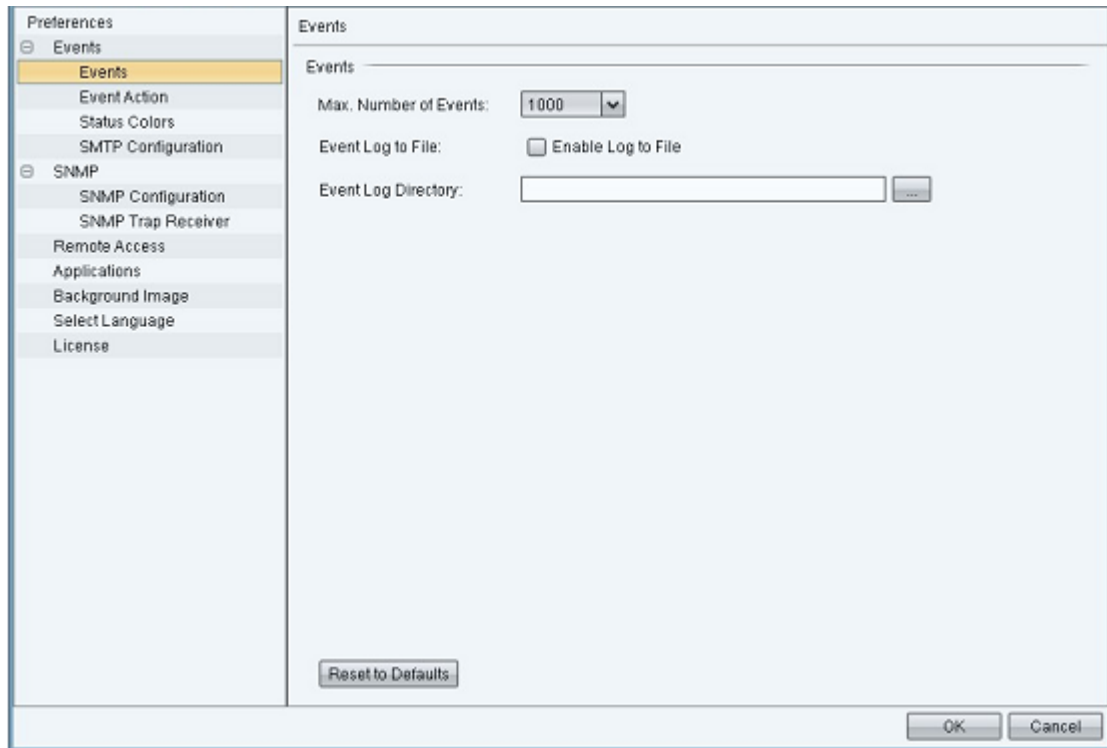 Preferences
Events
Events
Event Action
Status Colors
SMTP Configuration
SNMP
SNMP Configuration
SNMP Trap Receiver
Remote Access
Applications
Background Image
Select Language
License
Events
Events
Max. Number of Events: 1000
Event Log to File: Enable Log to File
Event Log Directory: ...
Reset to Defaults
OK Cancel